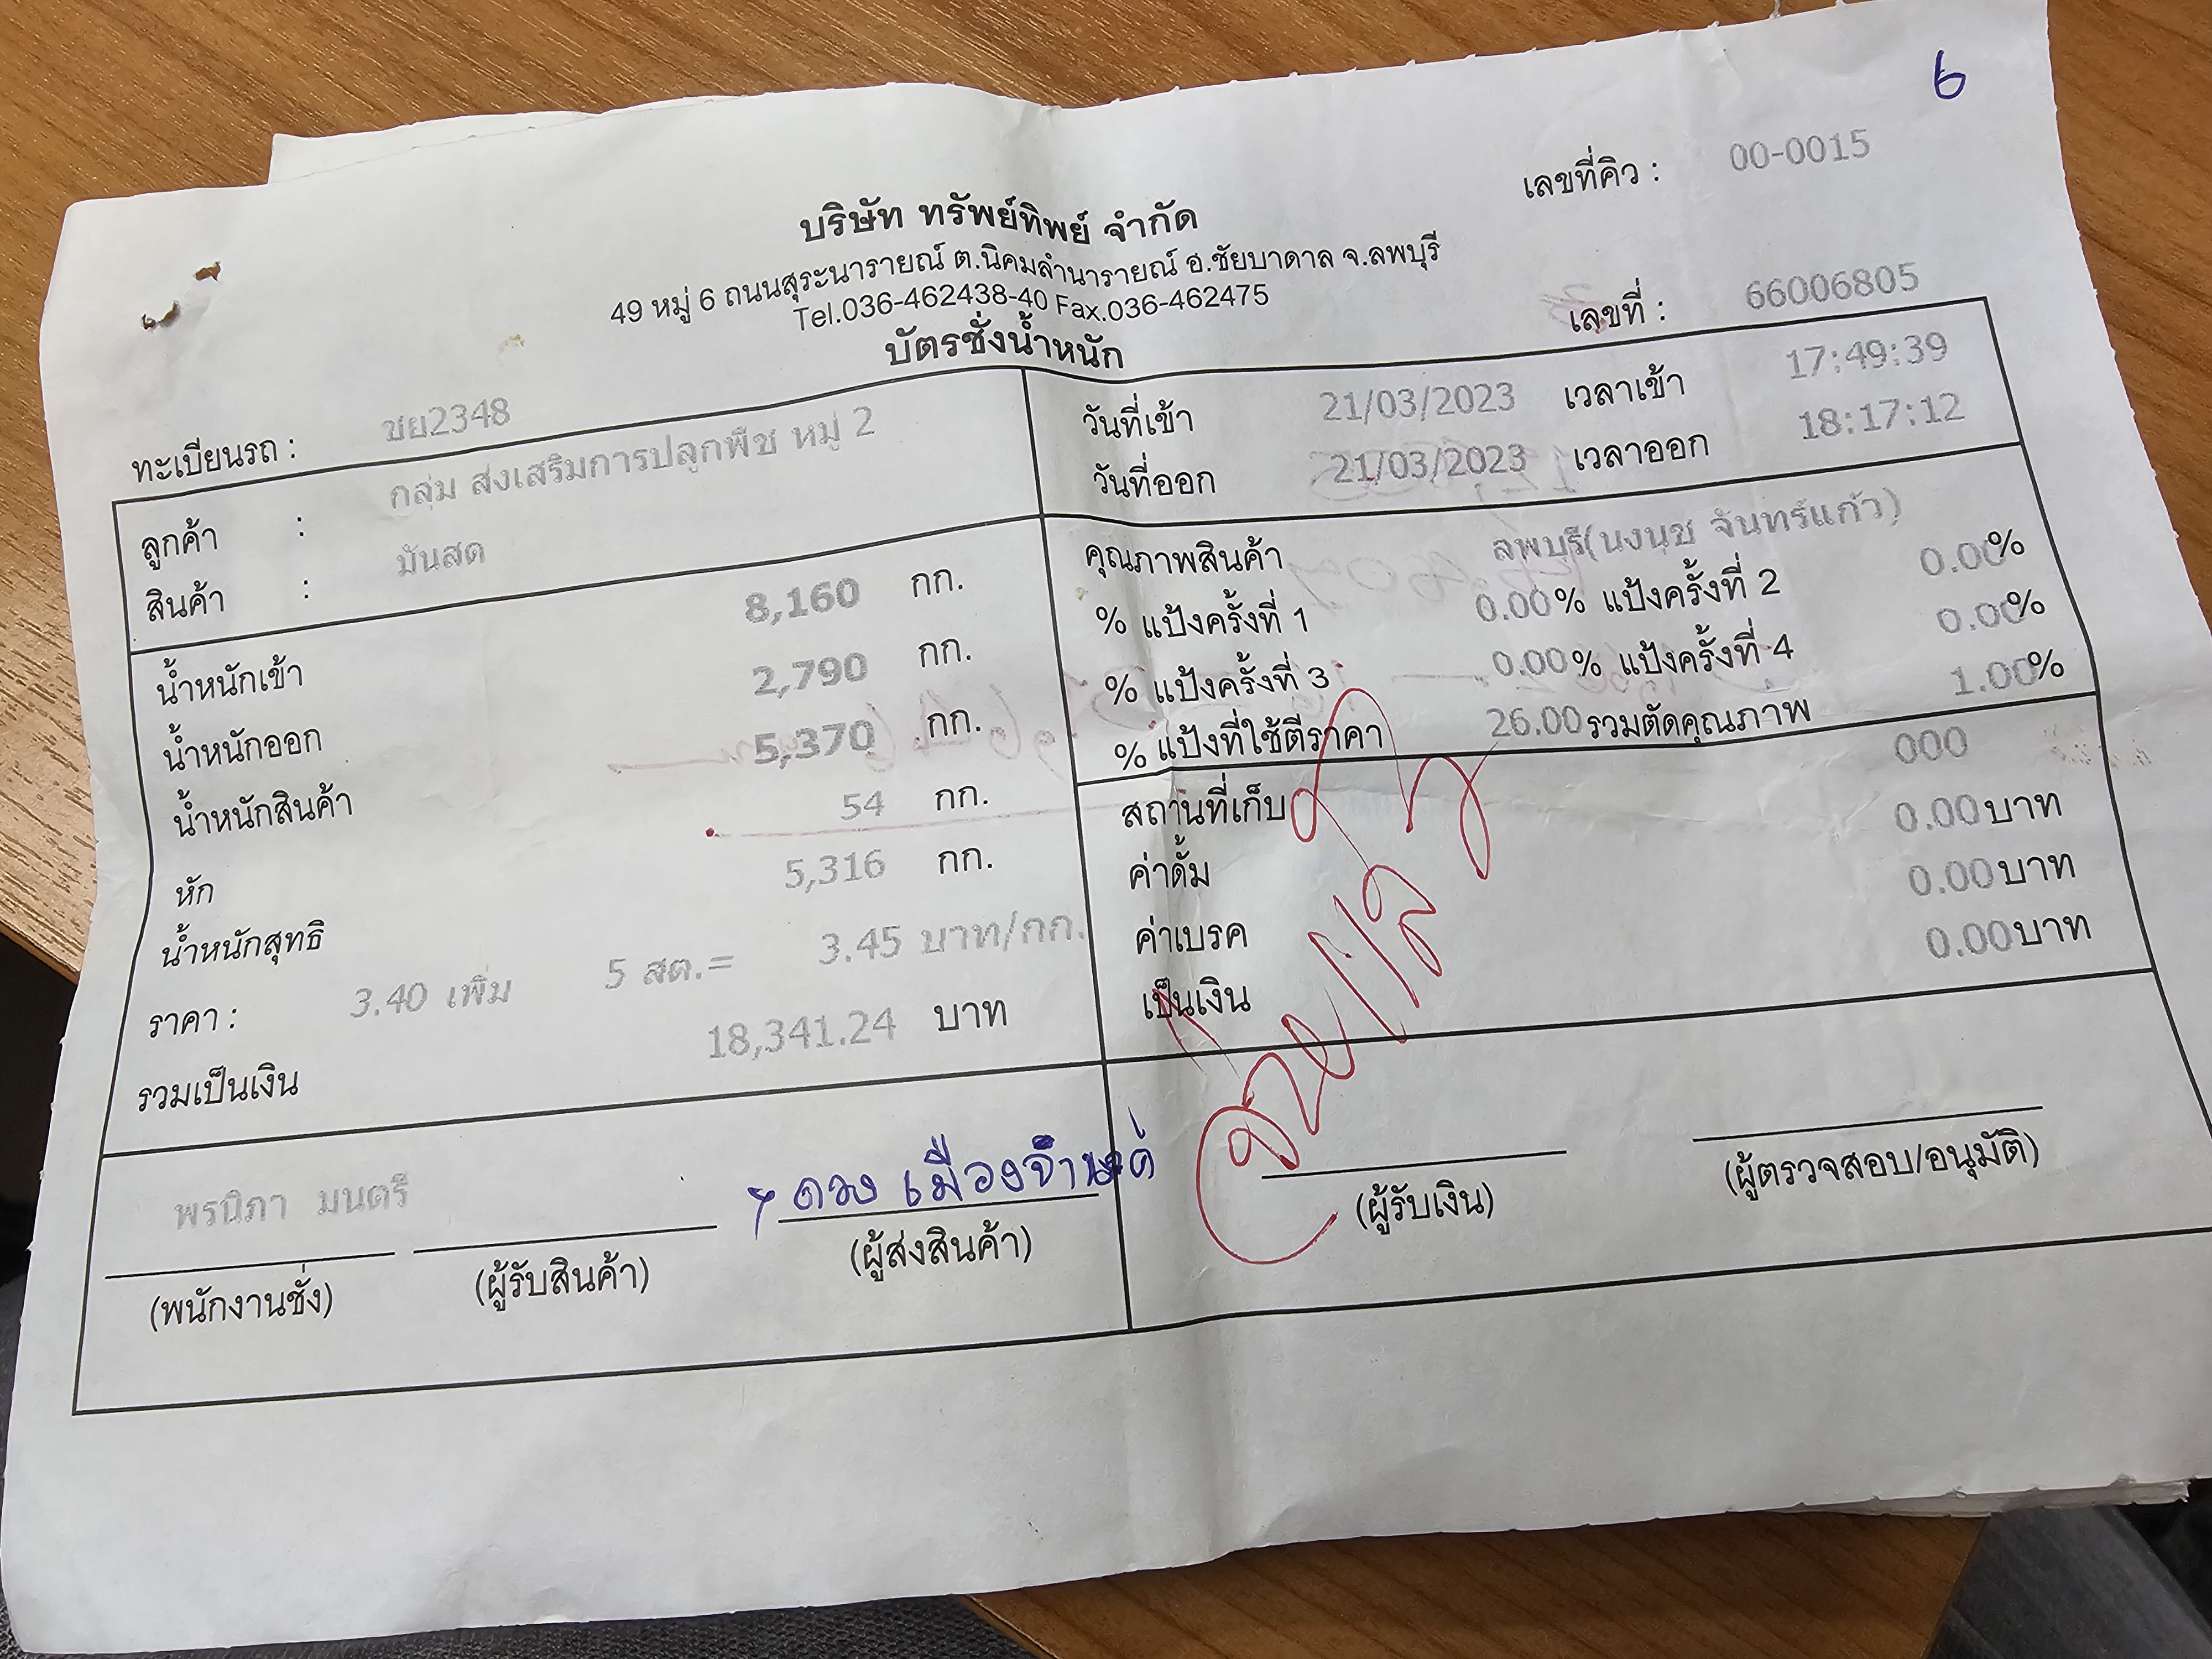 6
เลขที่คิว : 00-0015
บริษัท ทรัพย์ทิพย์ จำกัด
49 หมู่ 6 ถนนสุระนารายณ์ ต.นิคมลำนารายณ์ อ.ชัยบาดาล จ.ลพบุรี
Tel.036-462438-40 Fax.036-462475
เลขที่ : 66006805
บัตรชั่งน้ำหนัก
ทะเบียนรถ : ชย2348
ลูกค้า : กลุ่ม ส่งเสริมการปลูกพืช หมู่ 2
สินค้า : มันสด
วันที่เข้า 21/03/2023 เวลาเข้า 17:49:39
วันที่ออก 21/03/2023 เวลาออก 18:17:12
น้ำหนักเข้า 8,160 กก.
น้ำหนักออก 2,790 กก.
น้ำหนักสินค้า 5,370 กก.
หัก 54 กก.
น้ำหนักสุทธิ 5,316 กก.
ราคา : 3.40 เพิ่ม 5 สต.= 3.45 บาท/กก.
รวมเป็นเงิน 18,341.24 บาท
คุณภาพสินค้า ลพบุรี(นงนุช จันทร์แก้ว)
% แป้งครั้งที่ 1 0.00% แป้งครั้งที่ 2 0.00%
% แป้งครั้งที่ 3 0.00% แป้งครั้งที่ 4 0.00%
% แป้งที่ใช้ตีราคา 26.00 รวมตัดคุณภาพ 1.00%
สถานที่เก็บ 000
ค่าดั้ม 0.00 บาท
ค่าเบรค 0.00 บาท
เป็นเงิน 0.00 บาท
จ่ายแล้ว
พรนิภา มนตรี
(พนักงานชั่ง) (ผู้รับสินค้า) (ผู้ส่งสินค้า) (ผู้รับเงิน) (ผู้ตรวจสอบ/อนุมัติ)